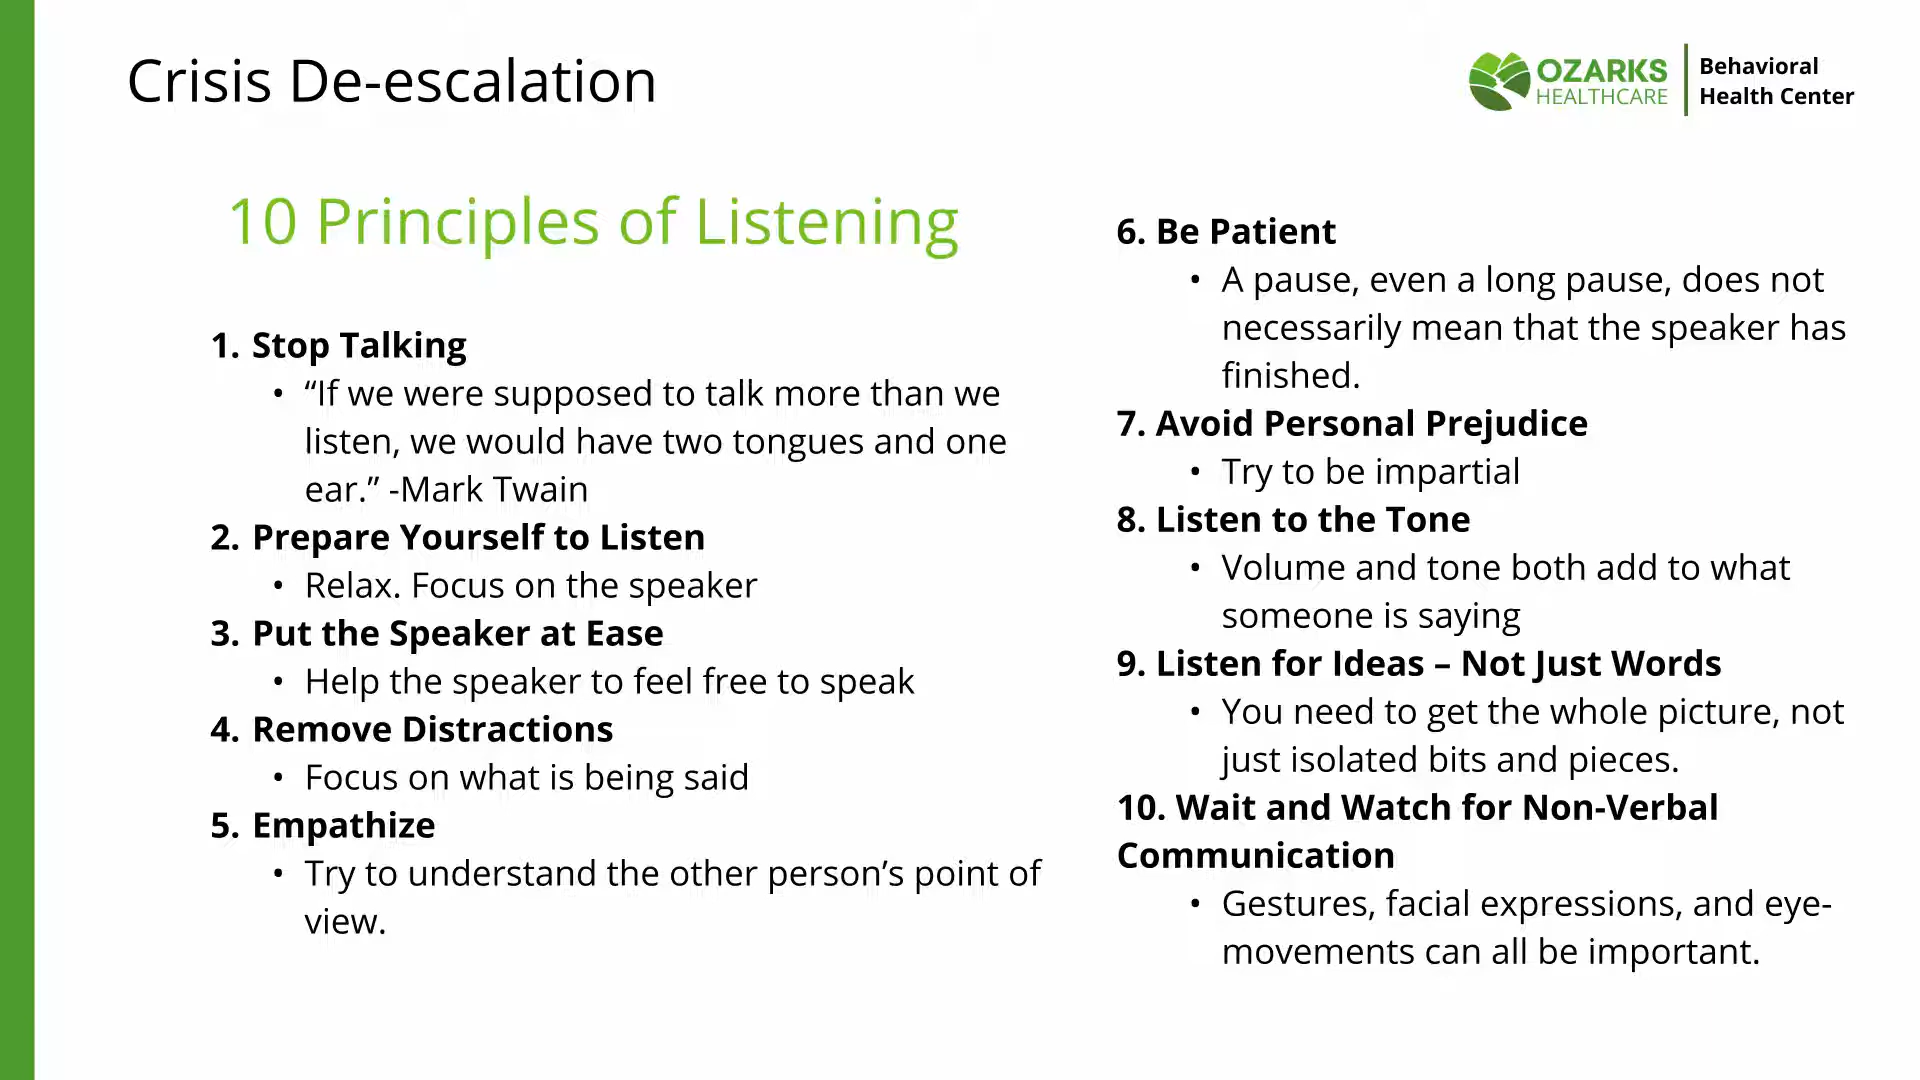 Crisis De-escalation
OZARKS
HEALTHCARE
Behavioral
Health Center
10 Principles of Listening
1. Stop Talking
• “If we were supposed to talk more than we
listen, we would have two tongues and one
ear.” -Mark Twain
2. Prepare Yourself to Listen
• Relax. Focus on the speaker
3. Put the Speaker at Ease
• Help the speaker to feel free to speak
4. Remove Distractions
• Focus on what is being said
5. Empathize
• Try to understand the other person’s point of
view.
6. Be Patient
• A pause, even a long pause, does not
necessarily mean that the speaker has
finished.
7. Avoid Personal Prejudice
• Try to be impartial
8. Listen to the Tone
• Volume and tone both add to what
someone is saying
9. Listen for Ideas – Not Just Words
• You need to get the whole picture, not
just isolated bits and pieces.
10. Wait and Watch for Non-Verbal
Communication
• Gestures, facial expressions, and eye-
movements can all be important.